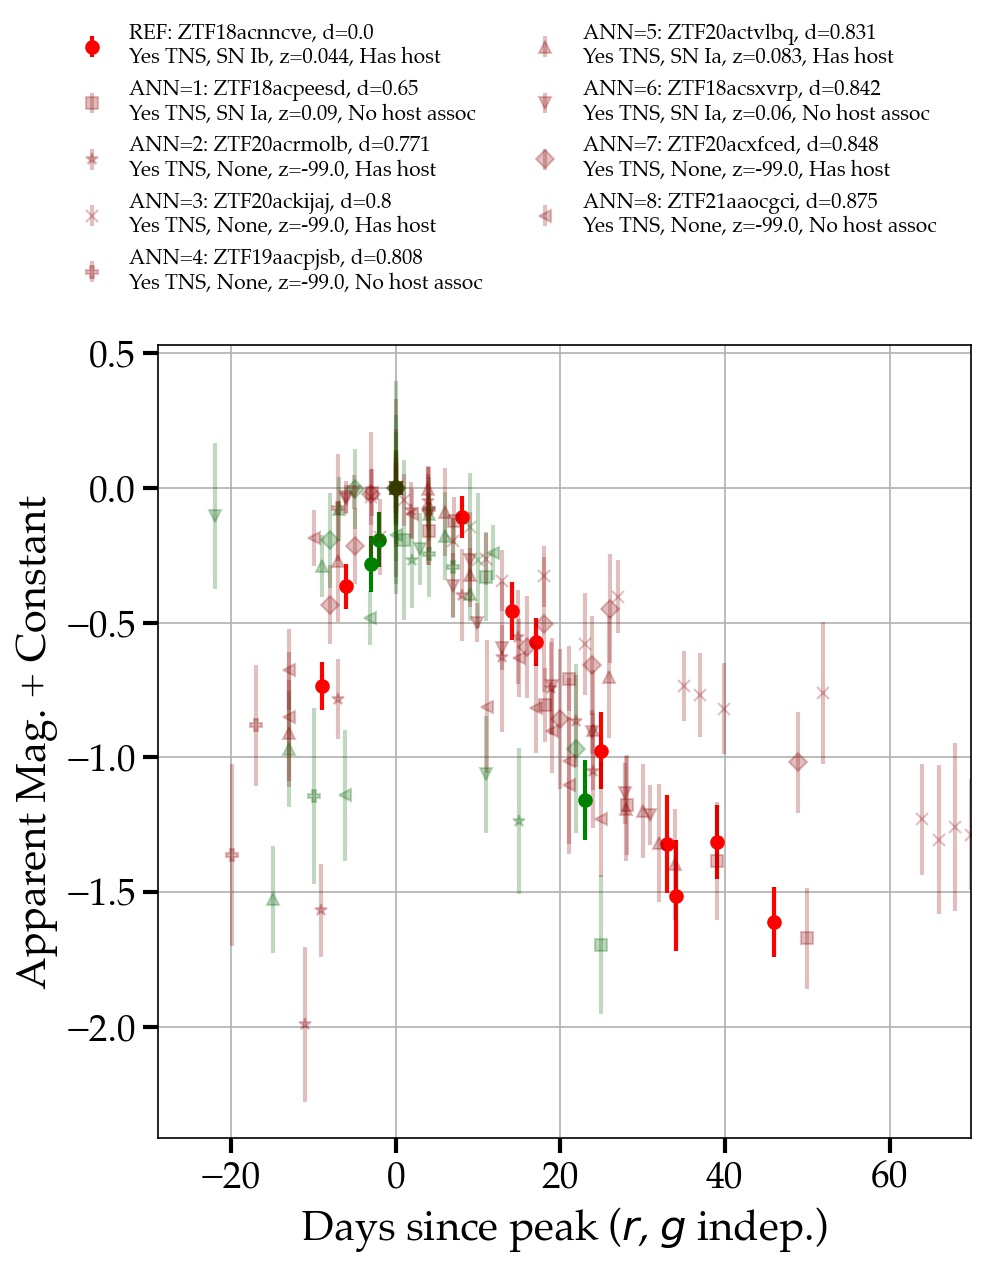 REF: ZTF18acnncve, d=0.0
Yes TNS, SN Ib, z=0.044, Has host
ANN=1: ZTF18acpeesd, d=0.65
Yes TNS, SN Ia, z=0.09, No host assoc
ANN=2: ZTF20acrmolb, d=0.771
Yes TNS, None, z=-99.0, Has host
ANN=3: ZTF20ackijaj, d=0.8
Yes TNS, None, z=-99.0, Has host
ANN=4: ZTF19aacpjsb, d=0.808
Yes TNS, None, z=-99.0, No host assoc
ANN=5: ZTF20actvlbq, d=0.831
Yes TNS, SN Ia, z=0.083, Has host
ANN=6: ZTF18acsxvrp, d=0.842
Yes TNS, SN Ia, z=0.06, No host assoc
ANN=7: ZTF20acxfced, d=0.848
Yes TNS, None, z=-99.0, Has host
ANN=8: ZTF21aaocgci, d=0.875
Yes TNS, None, z=-99.0, No host assoc
0.5
0.0
−0.5
−1.0
−1.5
−2.0
Apparent Mag. + Constant
−20
0
20
40
60
Days since peak (r, g indep.)